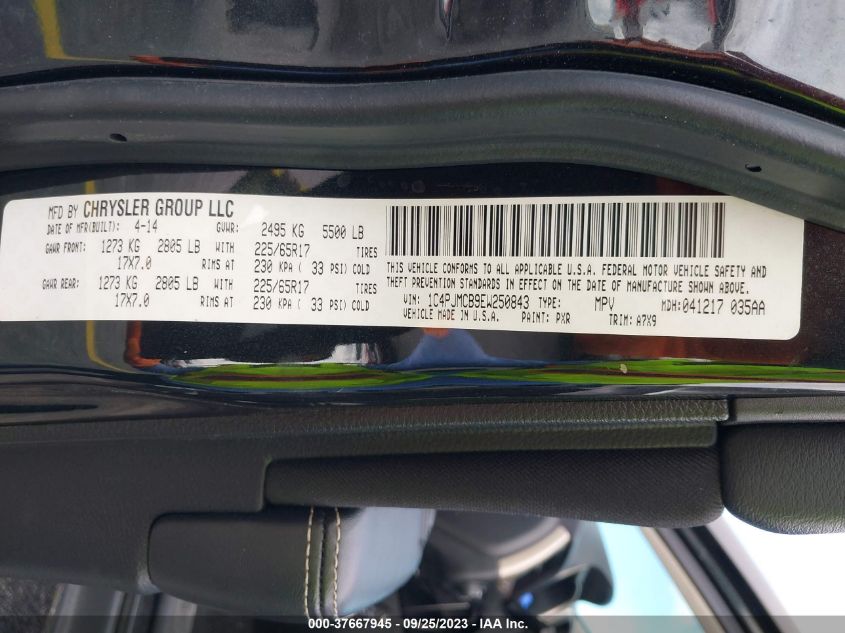 MFD BY CHRYSLER GROUP LLC
DATE OF MFR(BUILT): 4-14 GVWR: 2495 KG 5500 LB
GAWR FRONT: 1273 KG 2805 LB WITH 225/65R17 TIRES
17X7.0 RIMS AT 230 KPA ( 33 PSI) COLD
GAWR REAR: 1273 KG 2805 LB WITH 225/65R17 TIRES
17X7.0 RIMS AT 230 KPA ( 33 PSI) COLD
THIS VEHICLE CONFORMS TO ALL APPLICABLE U.S.A. FEDERAL MOTOR VEHICLE SAFETY AND
THEFT PREVENTION STANDARDS IN EFFECT ON THE DATE OF MANUFACTURE SHOWN ABOVE.
VIN: 1C4PJMCB9EW250843 TYPE: MPV MDH: 041217 035AA
VEHICLE MADE IN U.S.A. PAINT: PXR TRIM: A7X9
000-37667945 - 09/25/2023 - IAA Inc.